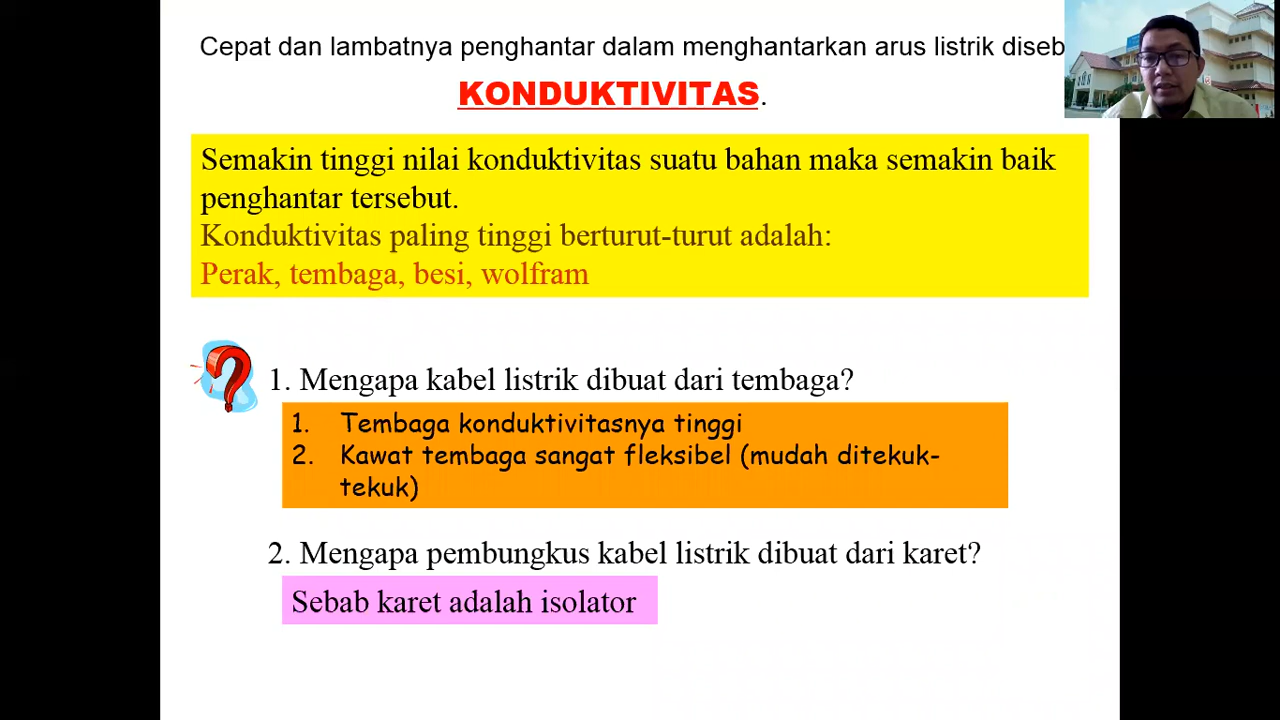 Cepat dan lambatnya penghantar dalam menghantarkan arus listrik diseb
KONDUKTIVITAS.
Semakin tinggi nilai konduktivitas suatu bahan maka semakin baik
penghantar tersebut.
Konduktivitas paling tinggi berturut-turut adalah:
Perak, tembaga, besi, wolfram
1. Mengapa kabel listrik dibuat dari tembaga?
1. Tembaga konduktivitasnya tinggi
2. Kawat tembaga sangat fleksibel (mudah ditekuk-
tekuk)
2. Mengapa pembungkus kabel listrik dibuat dari karet?
Sebab karet adalah isolator